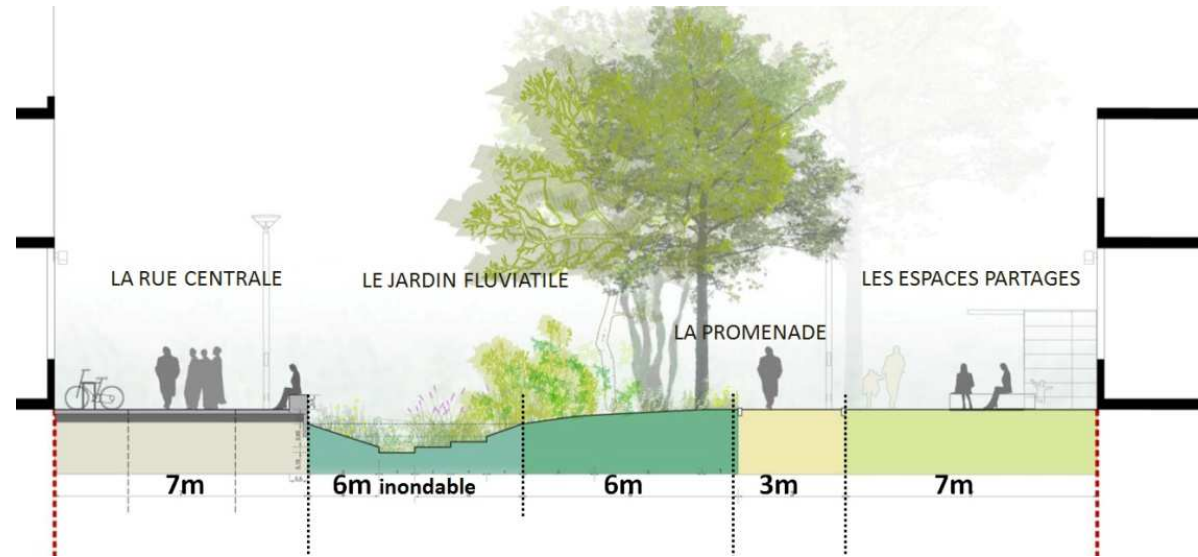 LA RUE CENTRALE
LE JARDIN FLUVIATILE
LES ESPACES PARTAGES
LA PROMENADE
7m
6m inondable
6m
3m
7m